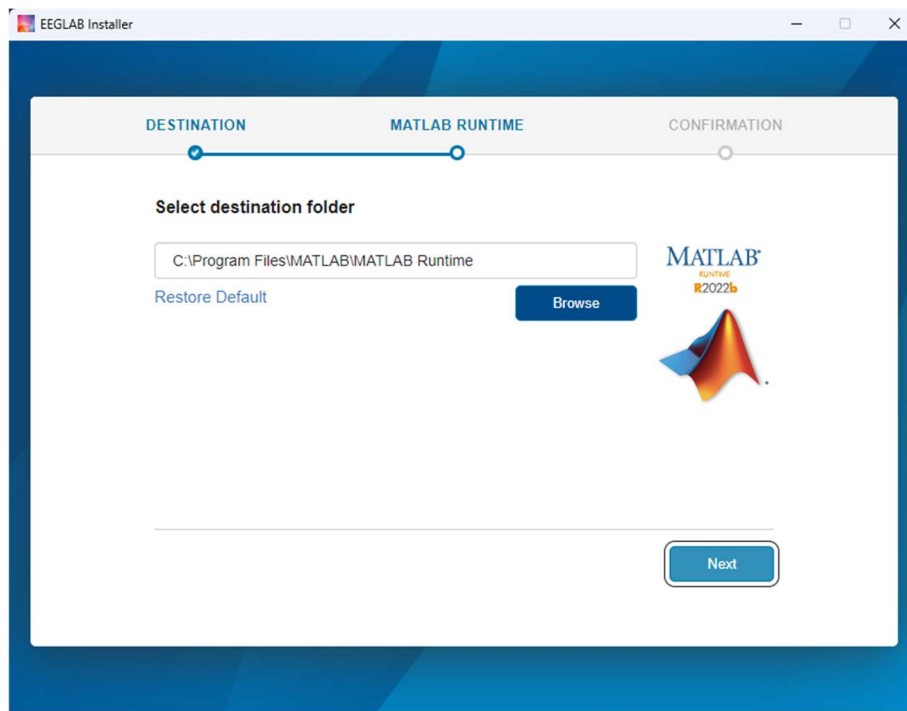 EEGLAB Installer
DESTINATION
MATLAB RUNTIME
CONFIRMATION
Select destination folder
C:\Program Files\MATLAB\MATLAB Runtime
Restore Default
Browse
MATLAB®
RUNTIME
R2022b
Next